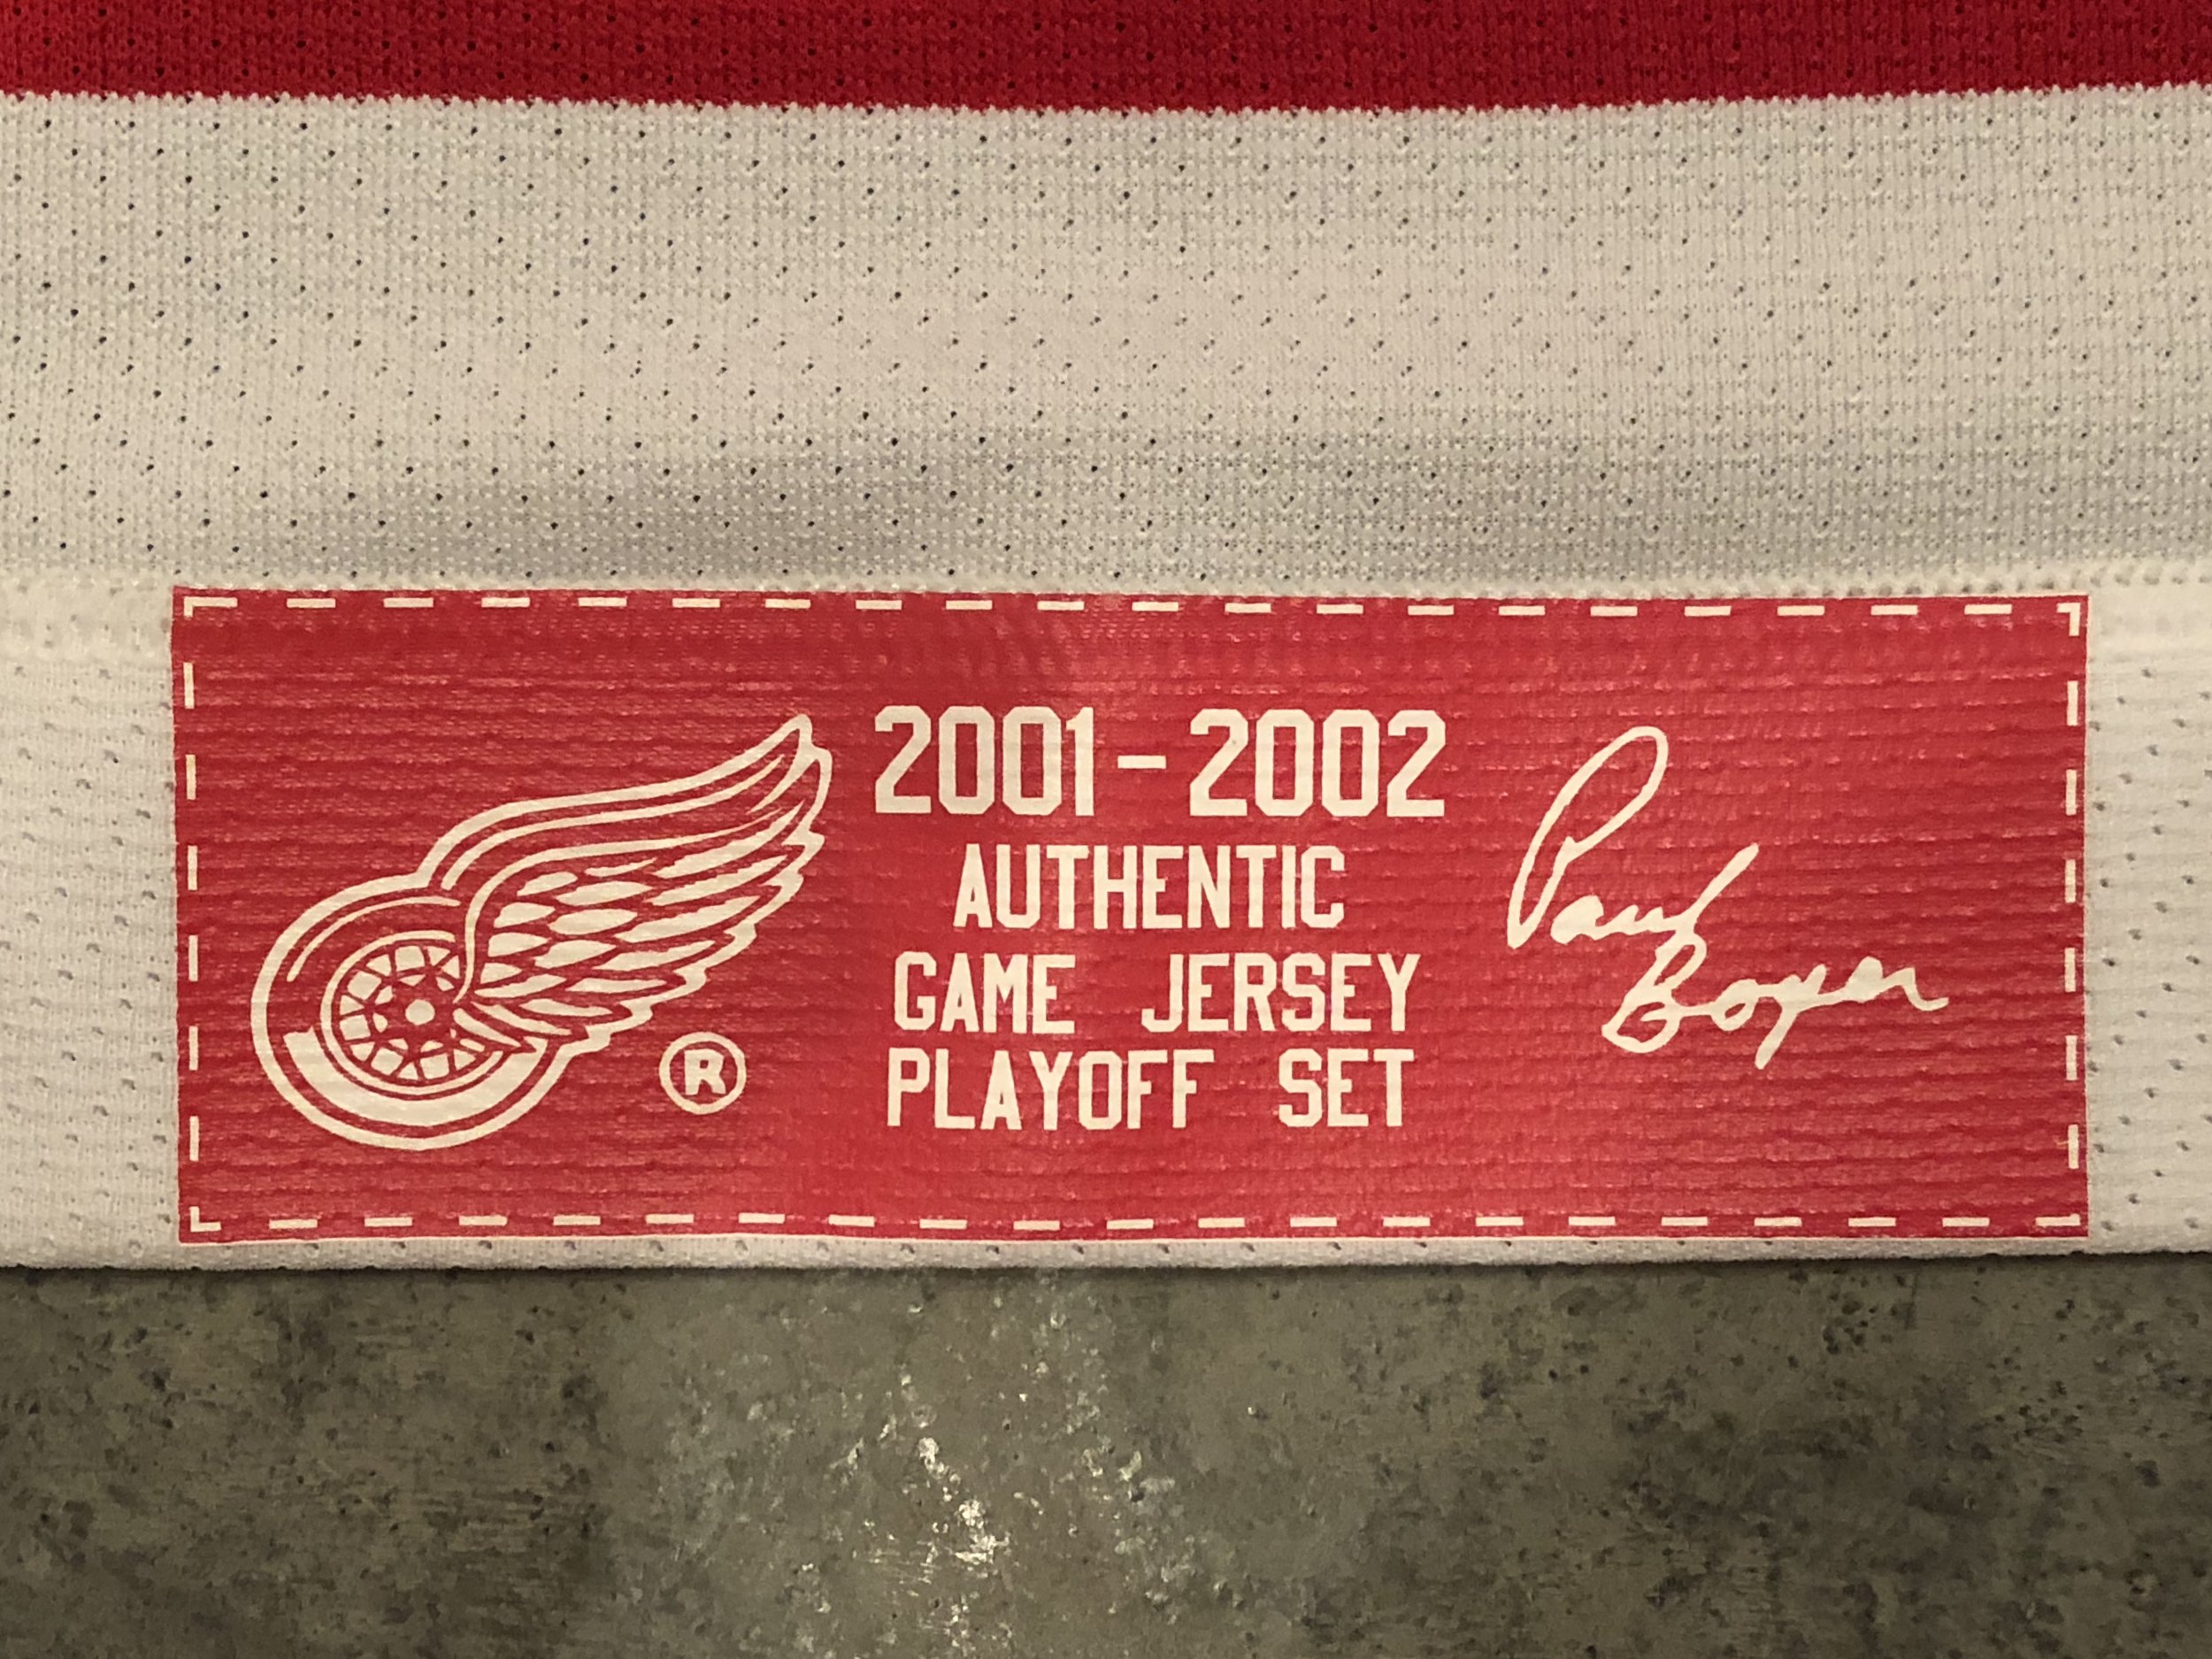 2001-2002
AUTHENTIC
GAME JERSEY
PLAYOFF SET
®
Paul
Boyer